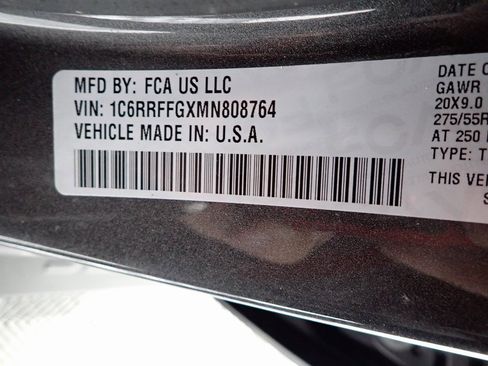 MFD BY: FCA US LLC
VIN: 1C6RRFFGXMN808764
VEHICLE MADE IN: U.S.A.
DATE O
GAWR
20X9.0
275/55R
AT 250
TYPE: T
THIS VE
S